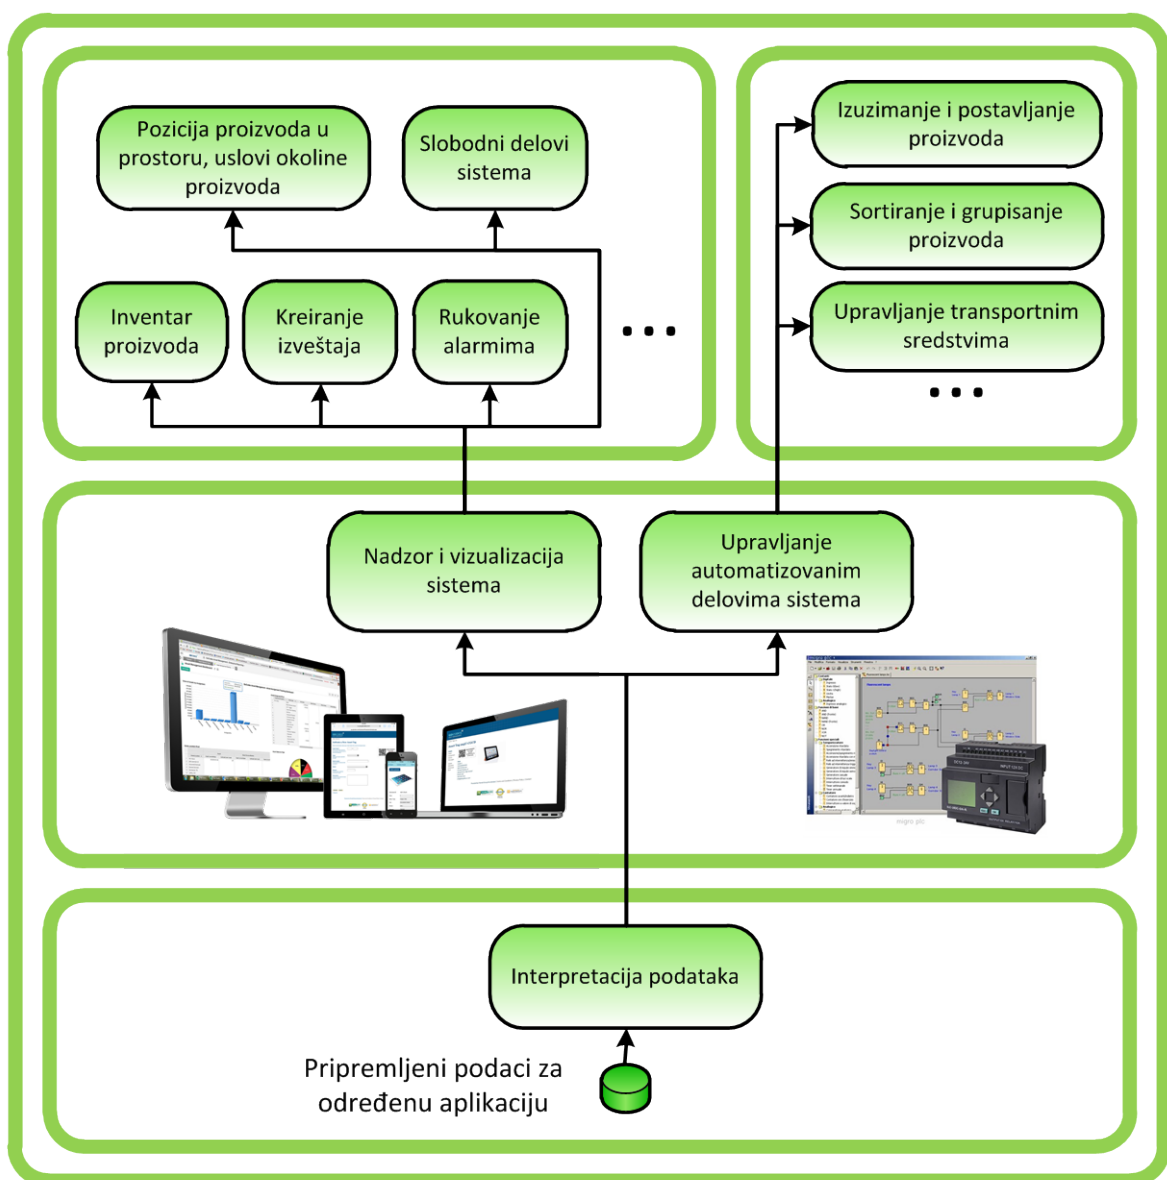 Pozicija proizvoda u
prostoru, uslovi okoline
proizvoda
Slobodni delovi
sistema
Inventar
proizvoda
Kreiranje
izveštaja
Rukovanje
alarmima
...
Izuzimanje i postavljanje
proizvoda
Sortiranje i grupisanje
proizvoda
Upravljanje transportnim
sredstvima
...
Nadzor i vizualizacija
sistema
Upravljanje
automatizovanim
delovima sistema
Interpretacija podataka
Pripremljeni podaci za
određenu aplikaciju